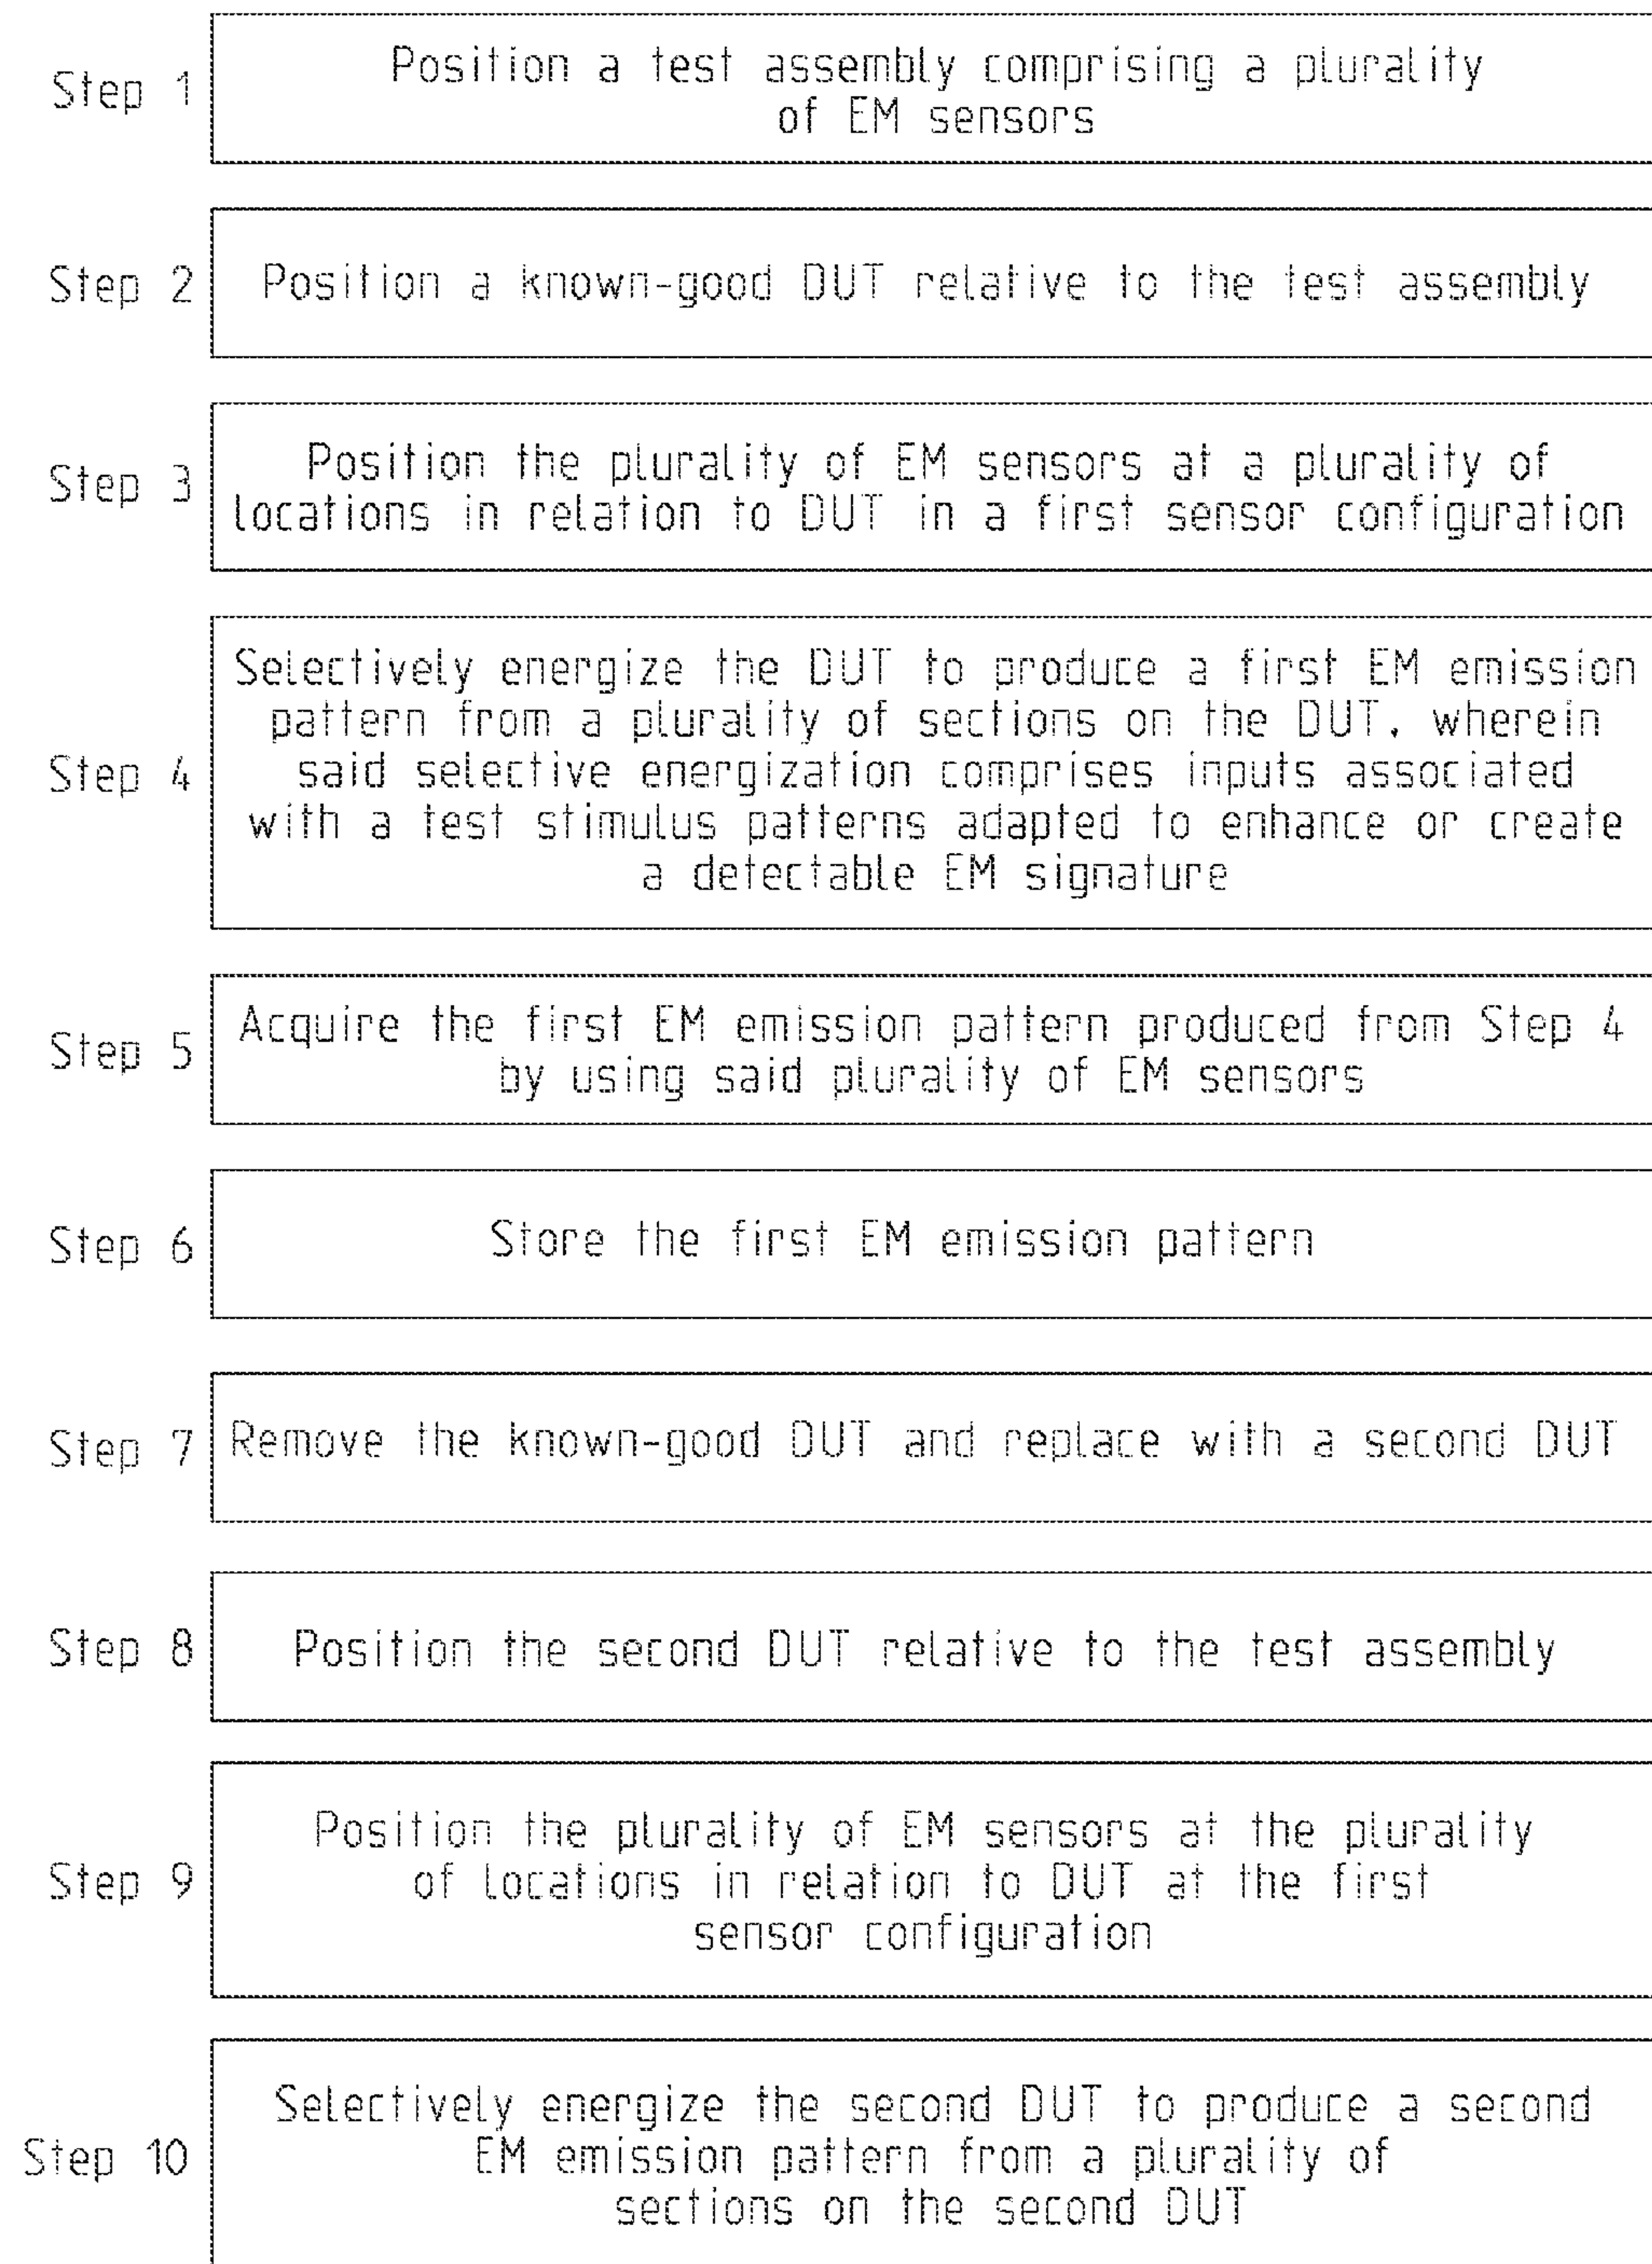 Step 1
Position a test assembly comprising a plurality
of EM sensors
Step 2
Position a known-good DUT relative to the test assembly
Step 3
Position the plurality of EM sensors at a plurality of
locations in relation to DUT in a first sensor configuration
Step 4
Selectively energize the DUT to produce a first EM emission
pattern from a plurality of sections on the DUT, wherein
said selective energization comprises inputs associated
with a test stimulus patterns adapted to enhance or create
a detectable EM signature
Step 5
Acquire the first EM emission pattern produced from Step 4
by using said plurality of EM sensors
Step 6
Store the first EM emission pattern
Step 7
Remove the known-good DUT and replace with a second DUT
Step 8
Position the second DUT relative to the test assembly
Step 9
Position the plurality of EM sensors at the plurality
of locations in relation to DUT at the first
sensor configuration
Step 10
Selectively energize the second DUT to produce a second
EM emission pattern from a plurality of
sections on the second DUT